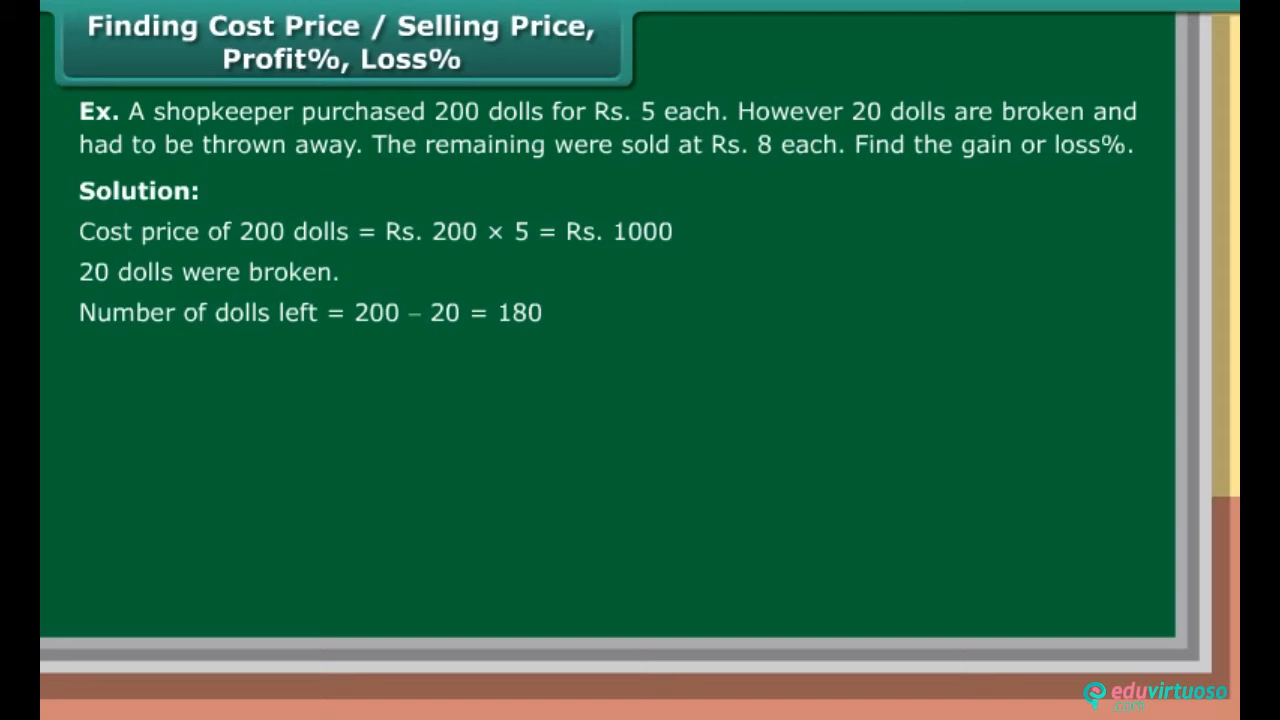 Finding Cost Price / Selling Price,
Profit%, Loss%
Ex. A shopkeeper purchased 200 dolls for Rs. 5 each. However 20 dolls are broken and
had to be thrown away. The remaining were sold at Rs. 8 each. Find the gain or loss%.
Solution:
Cost price of 200 dolls = Rs. 200 × 5 = Rs. 1000
20 dolls were broken.
Number of dolls left = 200 – 20 = 180
eduvirtuoso
.com